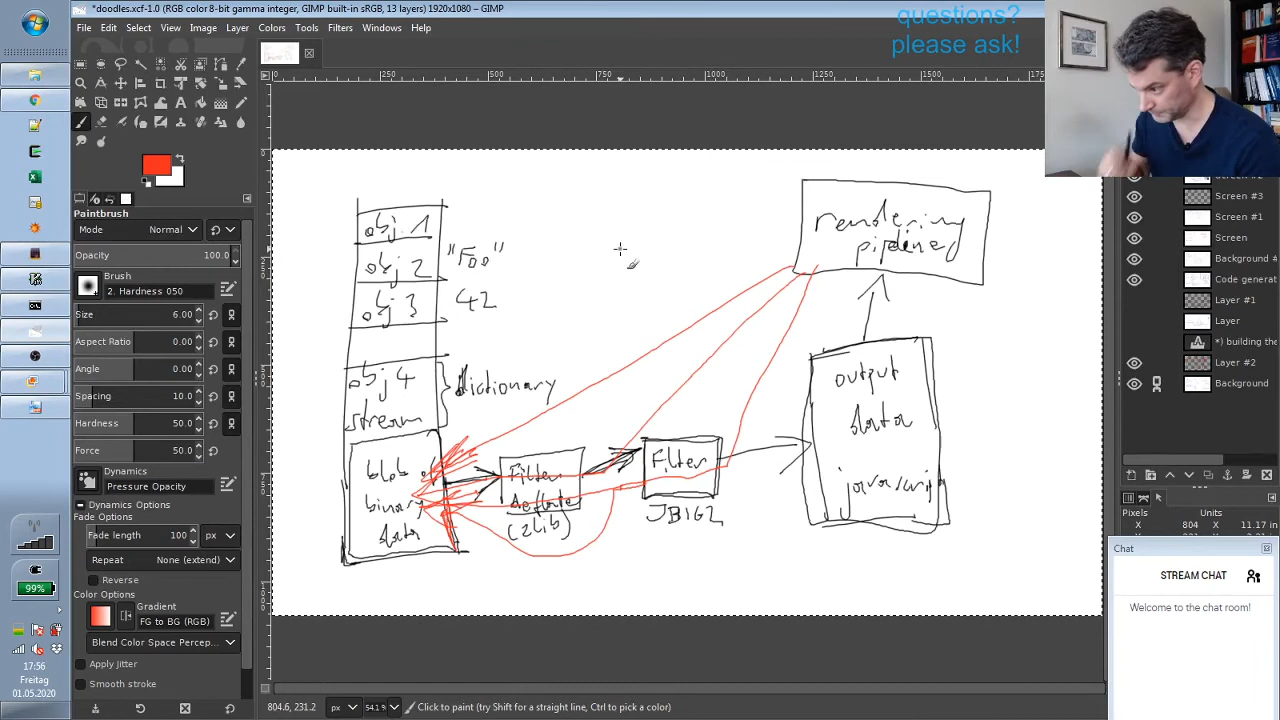 *doodles.xcf-1.0 (RGB color 8-bit gamma integer, GIMP built-in sRGB, 13 layers) 1920x1080 – GIMP
File Edit Select View Image Layer Colors Tools Filters Windows Help
questions?
please ask!
0 250 500 750 1000 1250 1500
Paintbrush
Mode Normal
Opacity 100.0
Brush
2. Hardness 050
Size 6.00
Aspect Ratio 0.00
Angle 0.00
Spacing 10.0
Hardness 50.0
Force 50.0
Dynamics
Pressure Opacity
Dynamics Options
Fade Options
Fade length 100 px
Repeat None (extend)
Reverse
Color Options
Gradient
FG to BG (RGB)
Blend Color Space Percep...
Apply Jitter
Smooth stroke
obj 1
obj 2 "Foo"
obj 3 42
obj 4
stream
dictionary
blob of
binary
data
Filter
deflate
(zlib)
Filter
JBIG2
output
data
javascript
rendering
Screen #2
Screen #3
Screen #1
Screen
Background #
Code generat
Layer #1
Layer
*) building the
Layer #2
Background
Pixels Units
804 11.17 in
Chat
STREAM CHAT
Welcome to the chat room!
99%
17:56
Freitag
01.05.2020
804.6, 231.2 px 54.1 % Click to paint (try Shift for a straight line, Ctrl to pick a color)